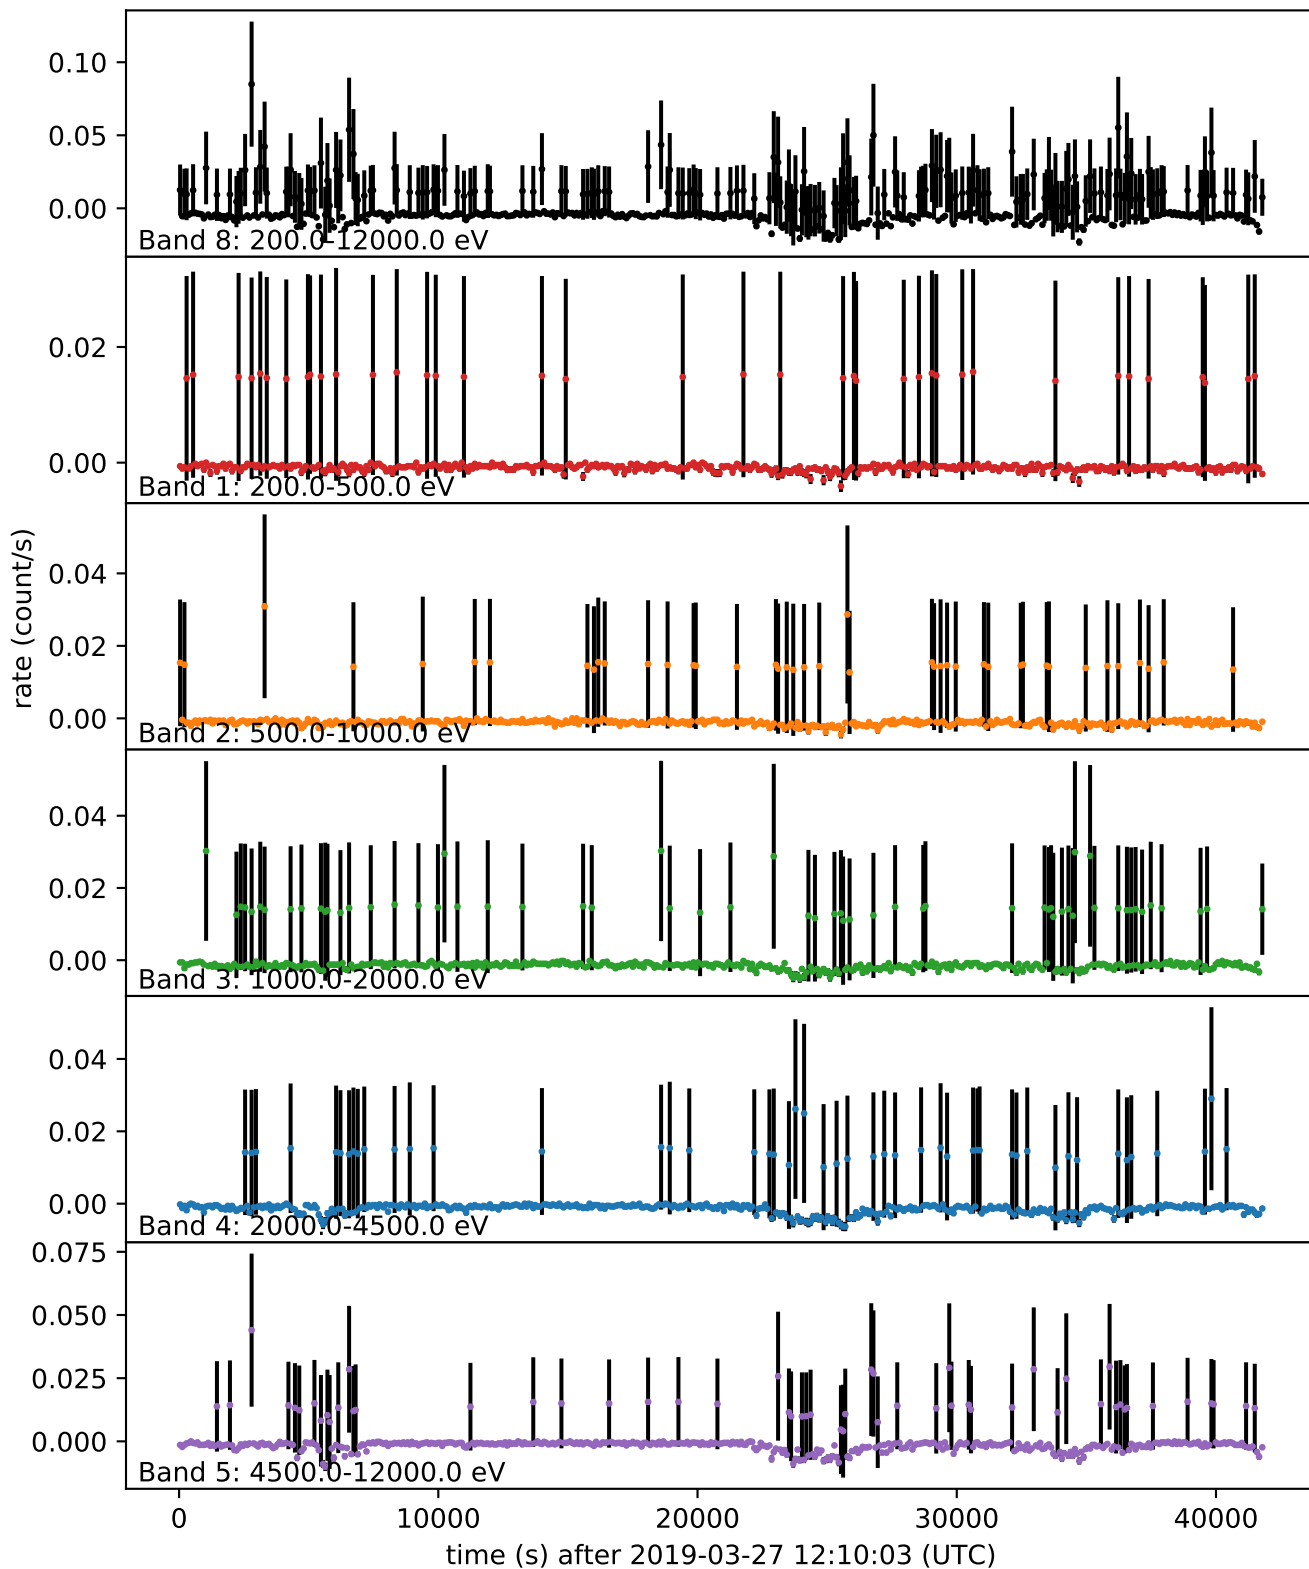 0.10
0.05
0.00
Band 8: 200.0-12000.0 eV
0.02
0.00
Band 1: 200.0-500.0 eV
rate (count/s)
0.04
0.02
0.00
Band 2: 500.0-1000.0 eV
0.04
0.02
0.00
Band 3: 1000.0-2000.0 eV
0.04
0.02
0.00
Band 4: 2000.0-4500.0 eV
0.075
0.050
0.025
0.000
Band 5: 4500.0-12000.0 eV
0 10000 20000 30000 40000
time (s) after 2019-03-27 12:10:03 (UTC)